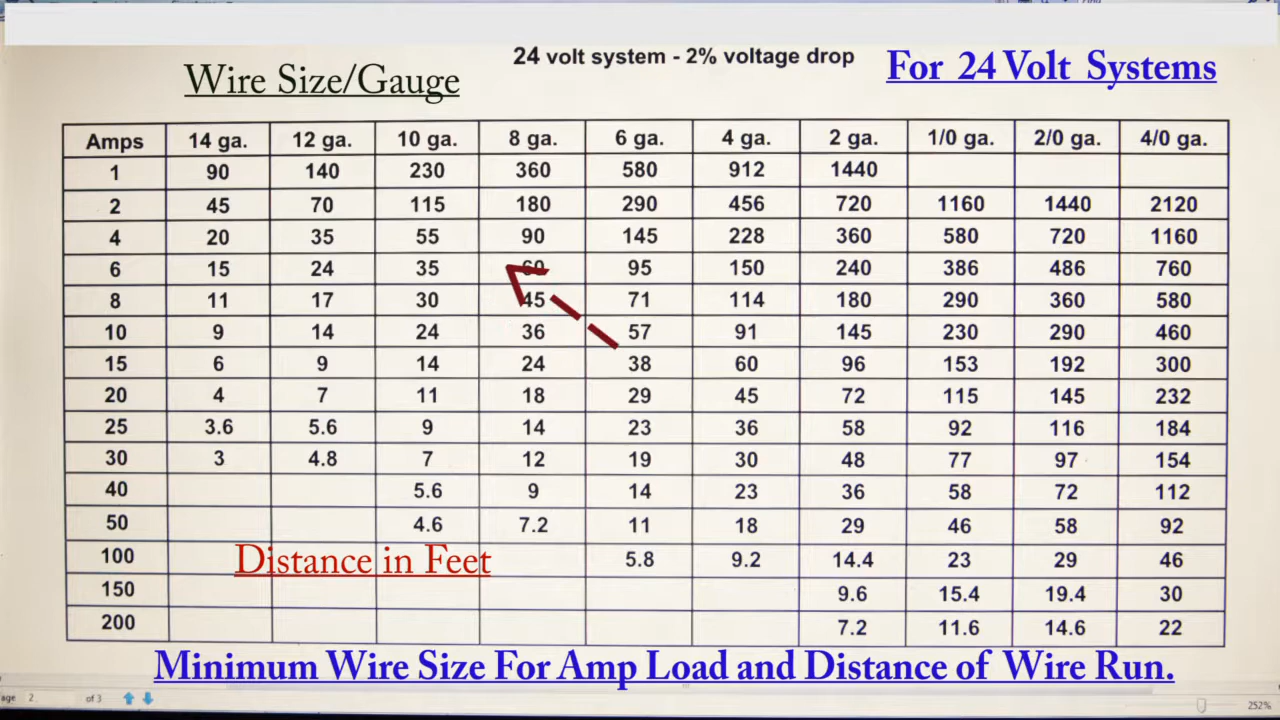 24 volt system - 2% voltage drop
For 24 Volt Systems
Wire Size/Gauge
Amps 14 ga. 12 ga. 10 ga. 8 ga. 6 ga. 4 ga. 2 ga. 1/0 ga. 2/0 ga. 4/0 ga.
1 90 140 230 360 580 912 1440
2 45 70 115 180 290 456 720 1160 1440 2120
4 20 35 55 90 145 228 360 580 720 1160
6 15 24 35 60 95 150 240 386 486 760
8 11 17 30 45 71 114 180 290 360 580
10 9 14 24 36 57 91 145 230 290 460
15 6 9 14 24 38 60 96 153 192 300
20 4 7 11 18 29 45 72 115 145 232
25 3.6 5.6 9 14 23 36 58 92 116 184
30 3 4.8 7 12 19 30 48 77 97 154
40 5.6 9 14 23 36 58 72 112
50 4.6 7.2 11 18 29 46 58 92
100 5.8 9.2 14.4 23 29 46
Distance in Feet
150 9.6 15.4 19.4 30
200 7.2 11.6 14.6 22
Minimum Wire Size For Amp Load and Distance of Wire Run.
age 2 of 3
252%